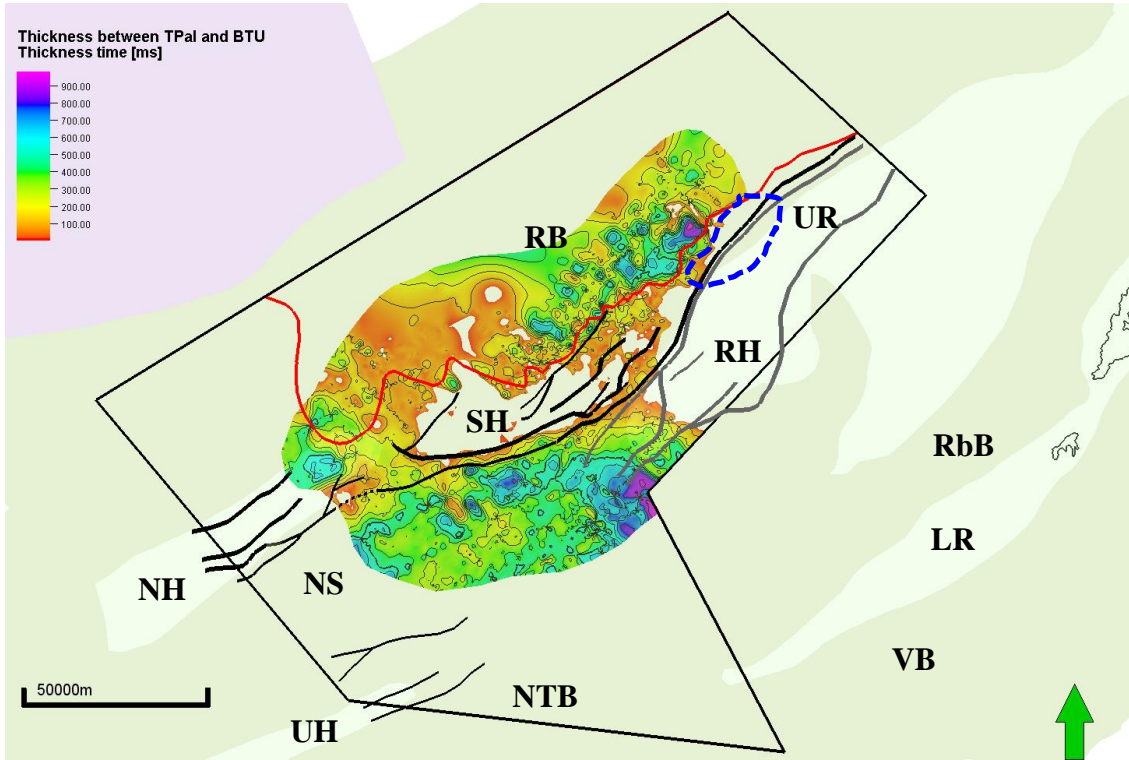 Thickness between TPal and BTU
Thickness time [ms]
900.00
800.00
700.00
600.00
500.00
400.00
300.00
200.00
100.00
UR
RB
RH
SH
RbB
LR
NH
NS
VB
NTB
50000m
UH